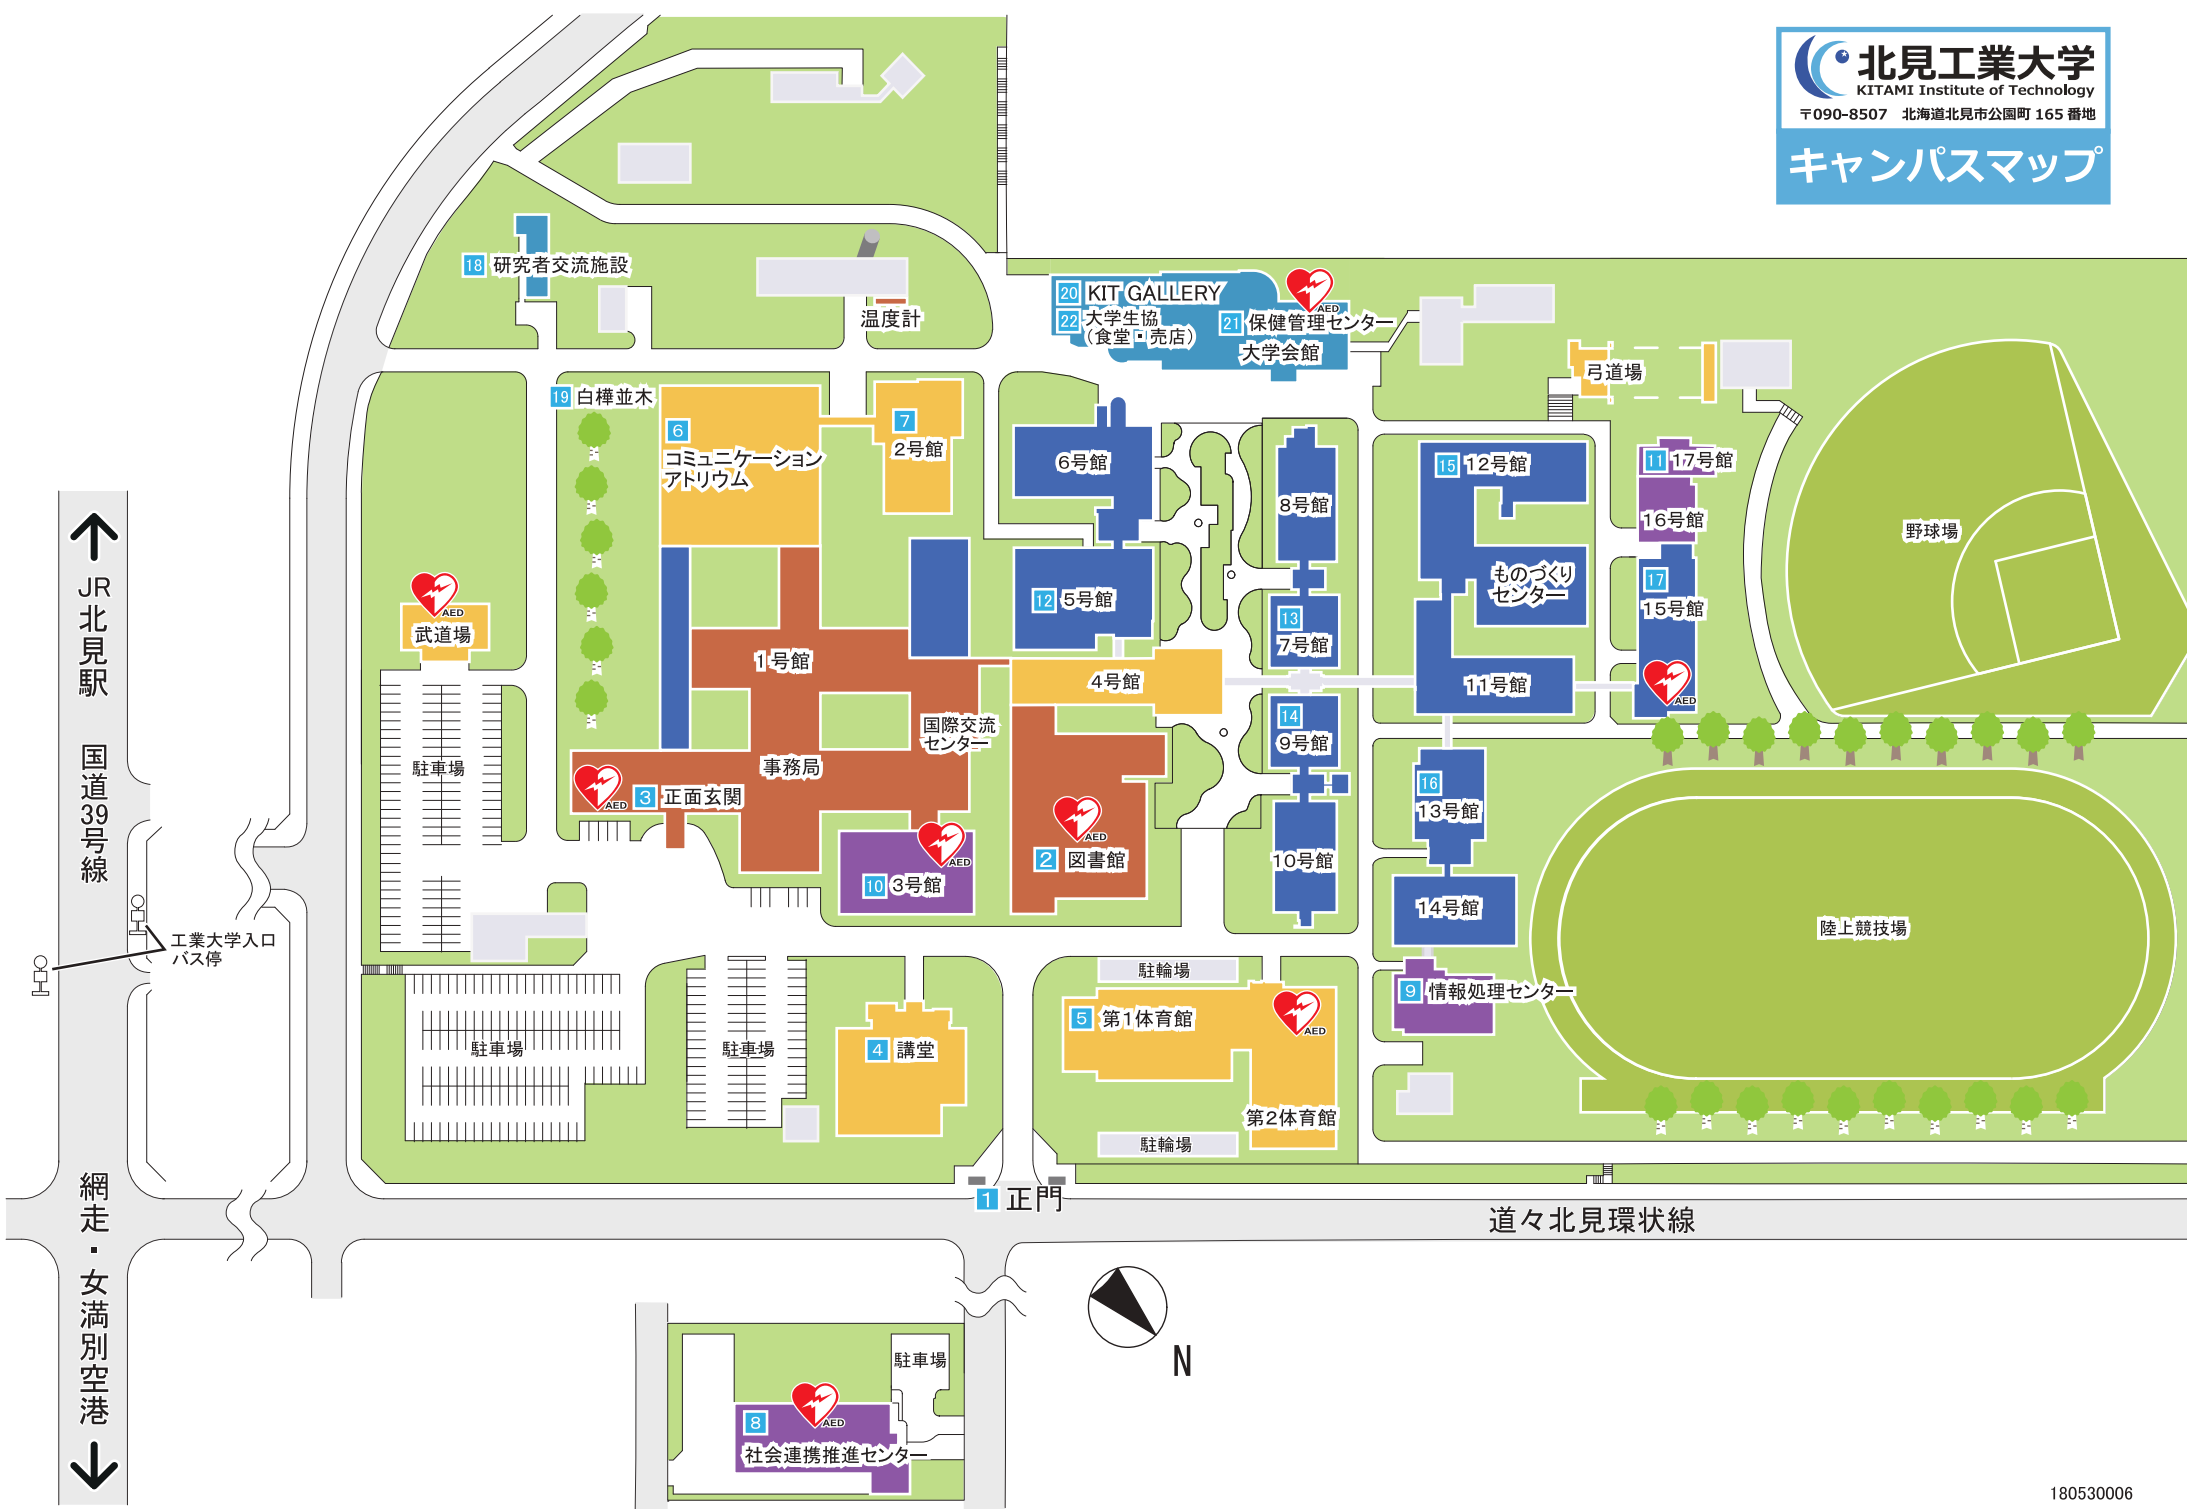 北見工業大学
KITAMI Institute of Technology
〒090-8507 北海道北見市公園町 165 番地
キャンパスマップ
18 研究者交流施設
温度計
20 KIT GALLERY
22 大学生協
(食堂・売店)
AED
21 保健管理センター
大学会館
弓道場
19 白樺並木
6
コミュニケーション
アトリウム
7
2号館
6号館
8号館
15 12号館
11 17号館
16号館
野球場
12 5号館
13
7号館
ものづくり
センター
17
15号館
AED
AED
武道場
1号館
4号館
11号館
国際交流
センター
14
9号館
駐車場
事務局
AED
3 正面玄関
16
13号館
AED
2 図書館
AED
10 3号館
10号館
14号館
陸上競技場
JR北見駅
国道39号線
工業大学入口
バス停
駐輪場
9 情報処理センター
5 第1体育館
AED
駐車場
駐車場
4 講堂
第2体育館
駐輪場
1 正門
道々北見環状線
網走・女満別空港
N
駐車場
AED
8
社会連携推進センター
180530006